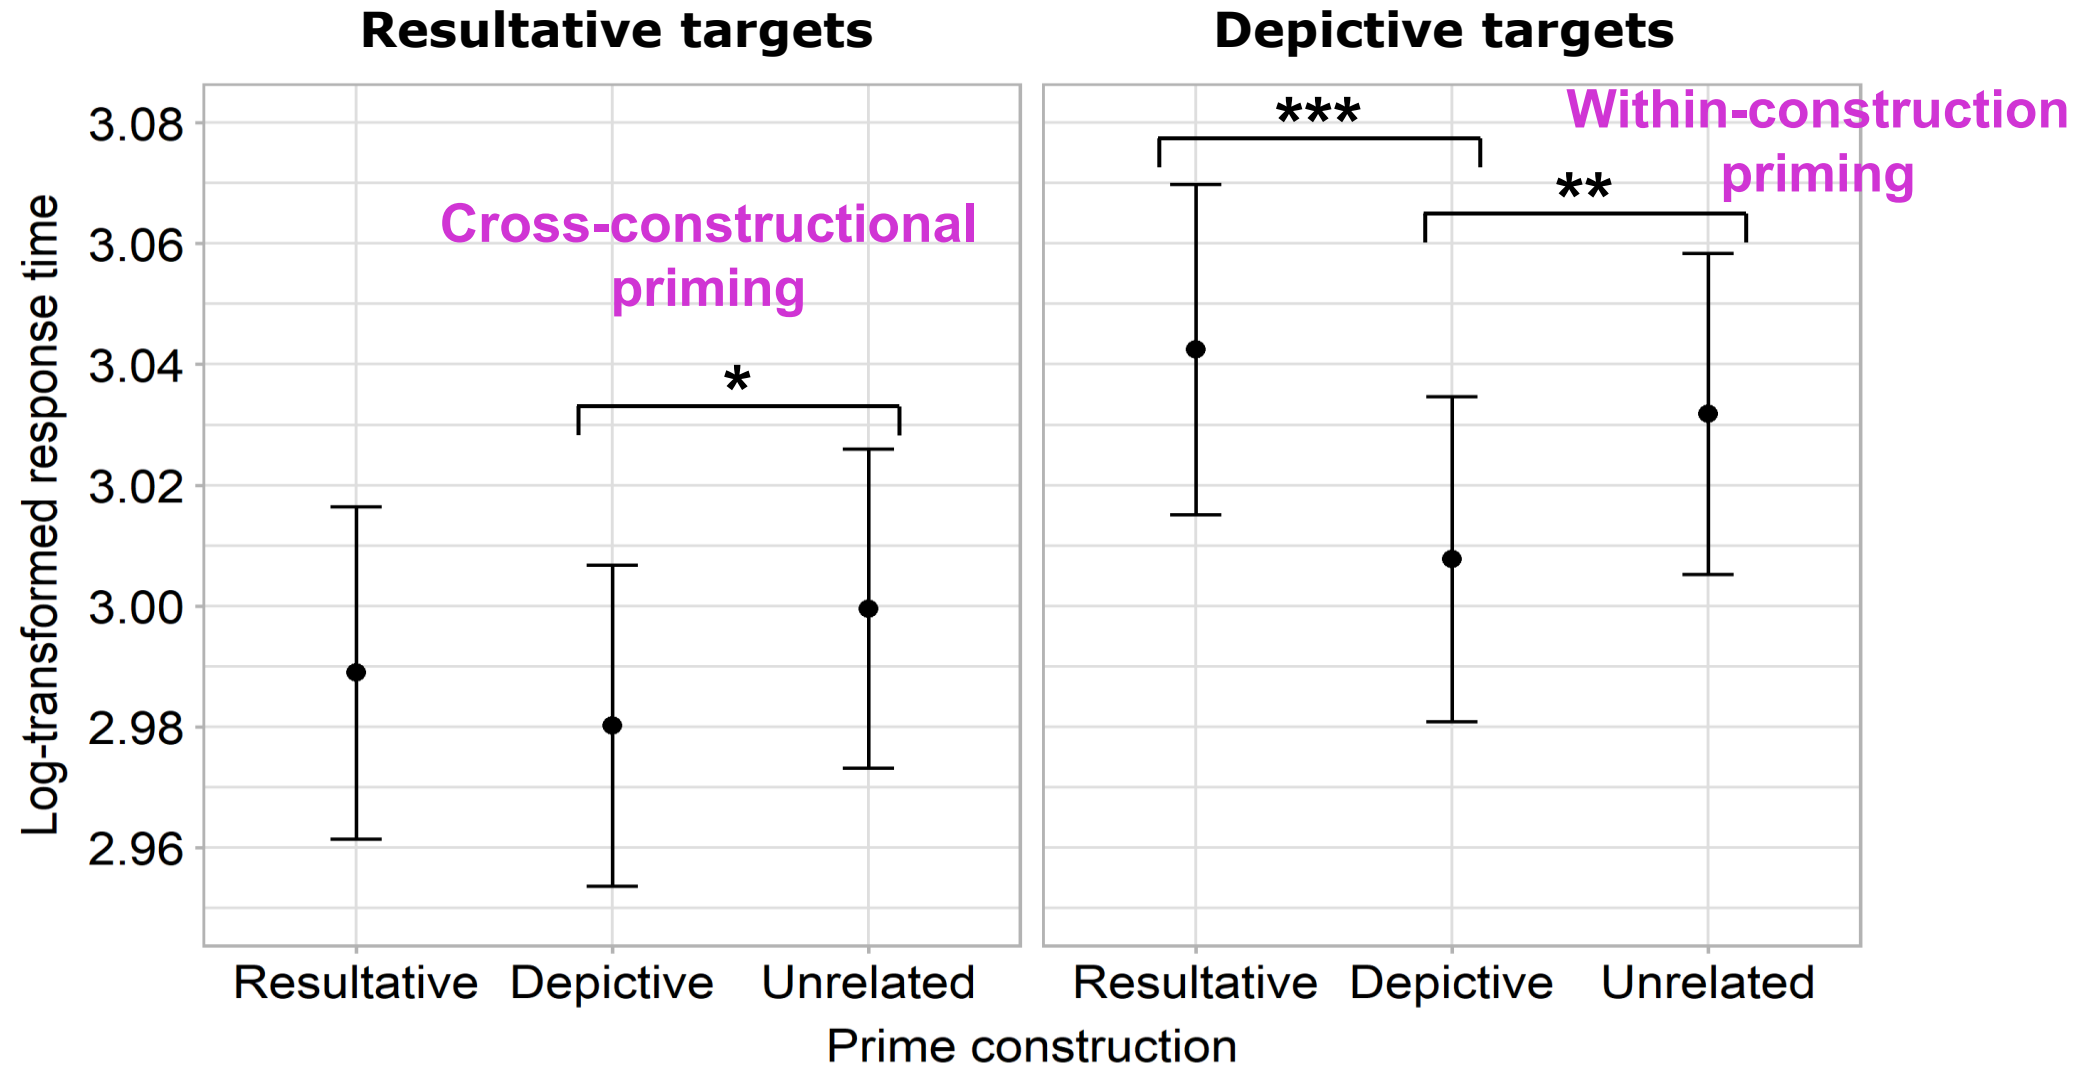 Resultative targets
Depictive targets
Log-transformed response time
3.08
3.06
3.04
3.02
3.00
2.98
2.96
Cross-constructional
priming
*
***
Within-construction
priming
**
Resultative Depictive Unrelated
Resultative Depictive Unrelated
Prime construction